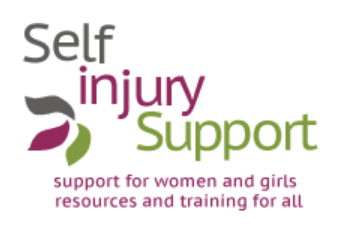 Self
injury
Support
support for women and girls
resources and training for all